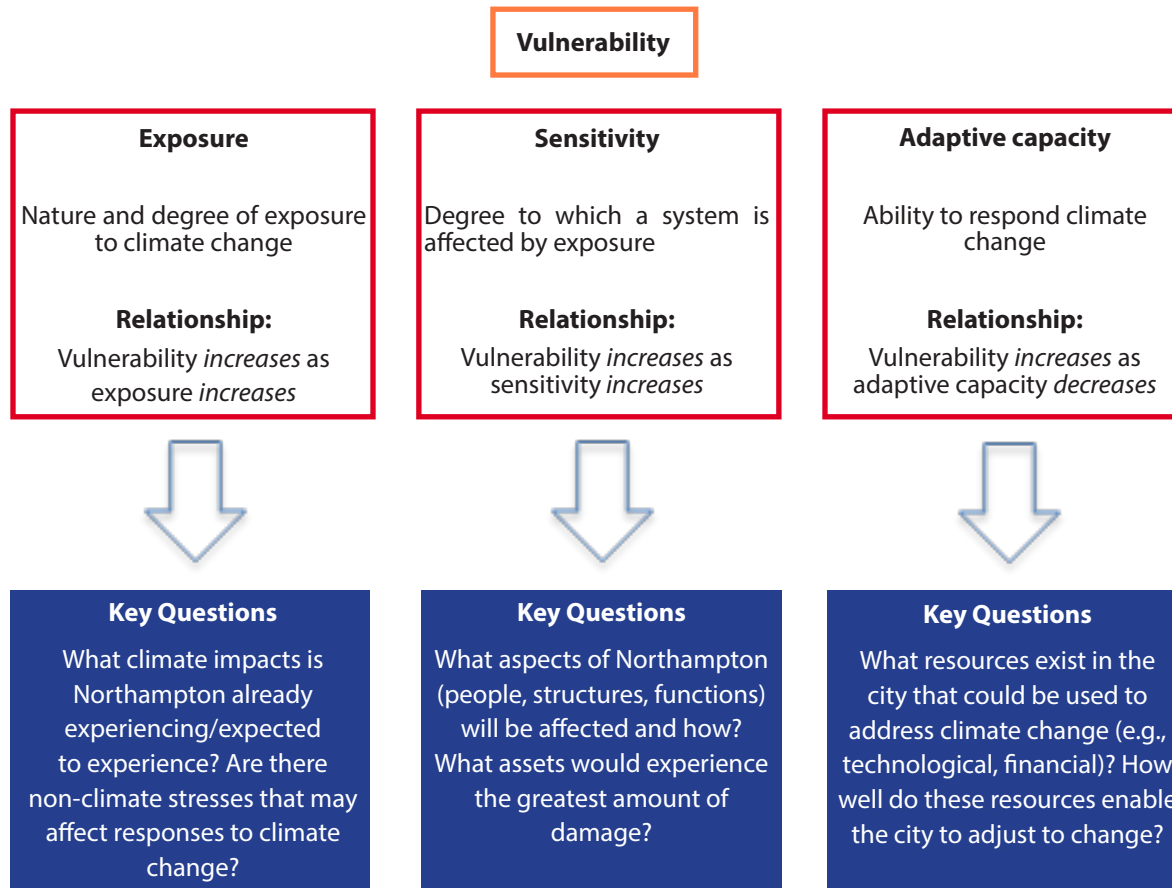 Vulnerability
Exposure
Nature and degree of exposure
to climate change
Relationship:
Vulnerability increases as
exposure increases
Sensitivity
Degree to which a system is
affected by exposure
Relationship:
Vulnerability increases as
sensitivity increases
Adaptive capacity
Ability to respond climate
change
Relationship:
Vulnerability increases as
adaptive capacity decreases
Key Questions
What climate impacts is
Northampton already
experiencing/expected
to experience? Are there
non-climate stresses that may
affect responses to climate
change?
Key Questions
What aspects of Northampton
(people, structures, functions)
will be affected and how?
What assets would experience
the greatest amount of
damage?
Key Questions
What resources exist in the
city that could be used to
address climate change (e.g.,
technological, financial)? How
well do these resources enable
the city to adjust to change?